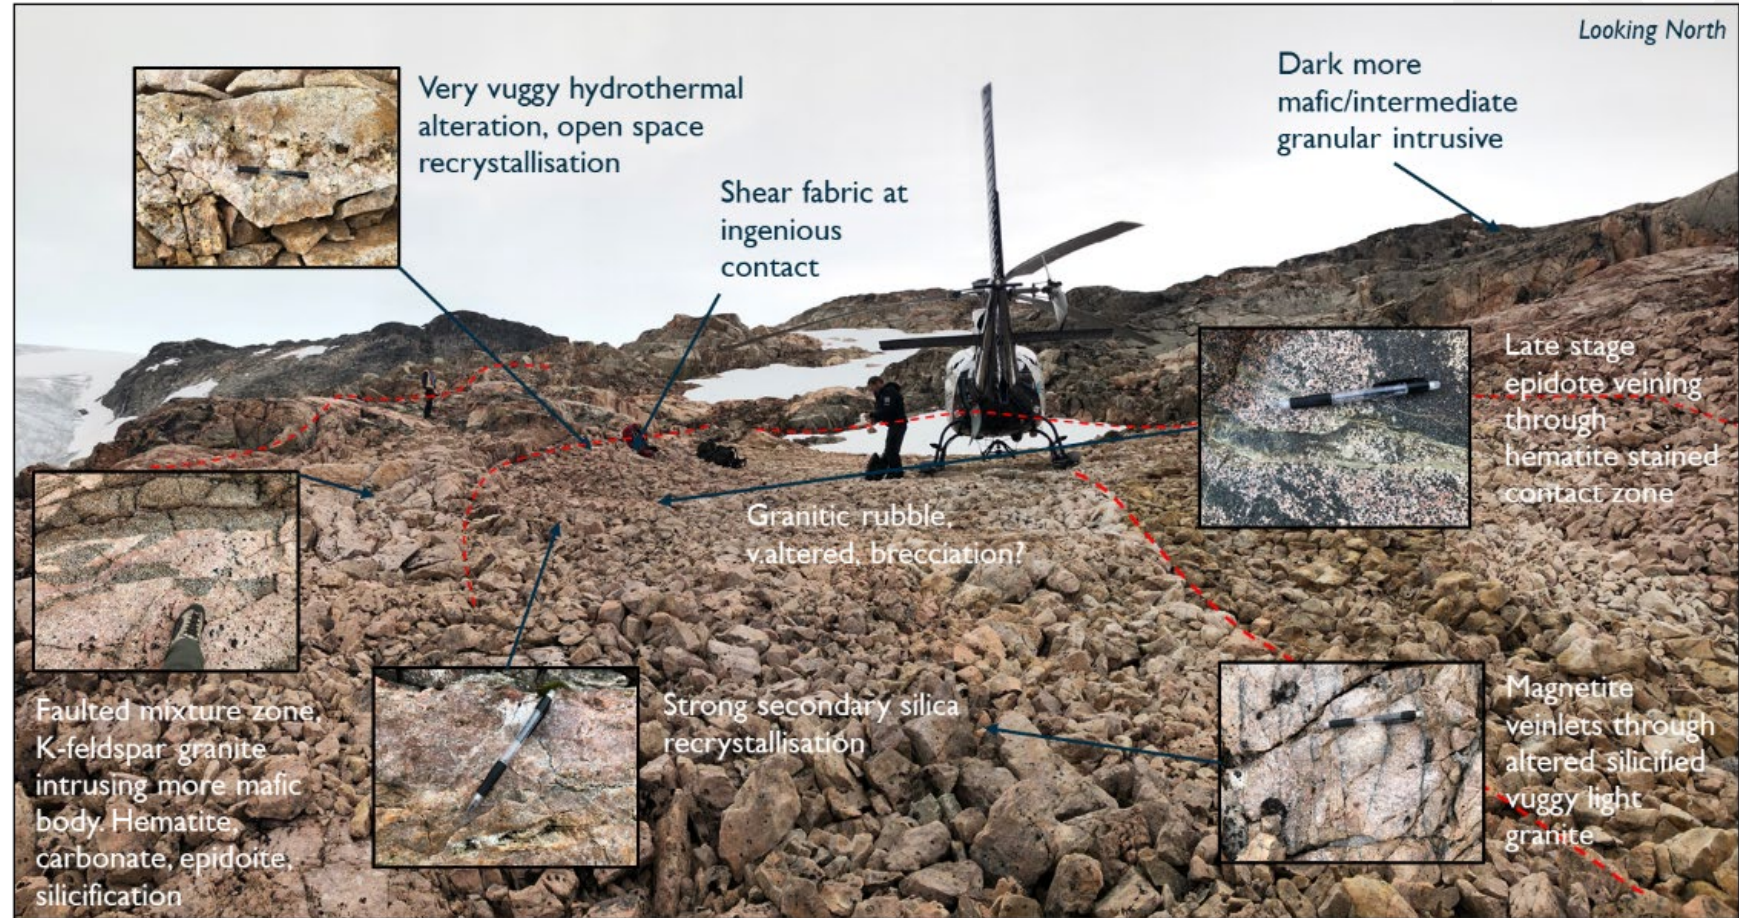 Looking North
Very vuggy hydrothermal
alteration, open space
recrystallisation
Dark more
mafic/intermediate
granular intrusive
Shear fabric at
ingenious
contact
Late stage
epidote veining
through
hematite stained
contact zone
Granitic rubble,
v.altered, brecciation?
Faulted mixture zone,
K-feldspar granite
intrusing more mafic
body. Hematite,
carbonate, epidoite,
silicification
Strong secondary silica
recrystallisation
Magnetite
veinlets through
altered silicified
vuggy light
granite